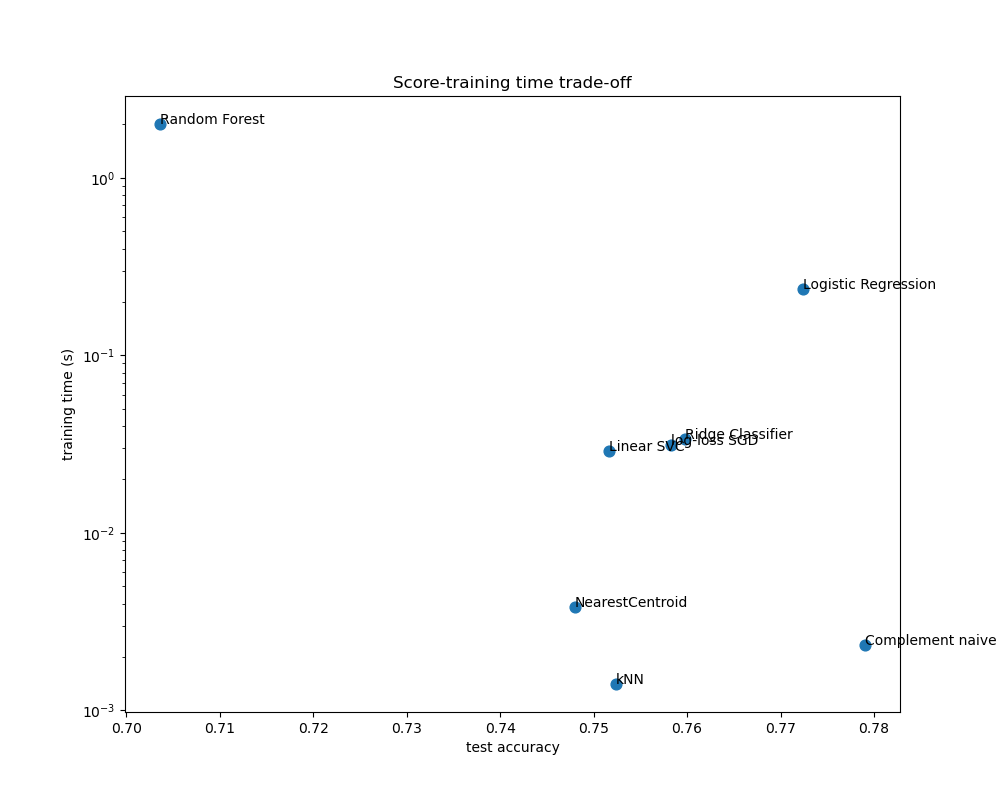 Score-training time trade-off
Random Forest
10⁰
Logistic Regression
10⁻¹
training time (s)
Ridge Classifier
log-loss SGD
Linear SVC
10⁻²
NearestCentroid
Complement naive
kNN
10⁻³
0.70 0.71 0.72 0.73 0.74 0.75 0.76 0.77 0.78
test accuracy